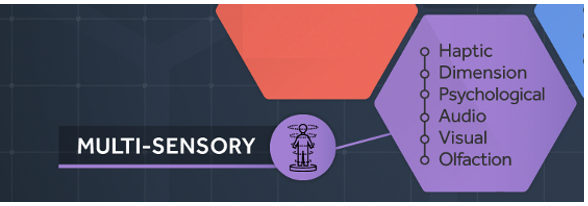 MULTI-SENSORY
Haptic
Dimension
Psychological
Audio
Visual
Olfaction